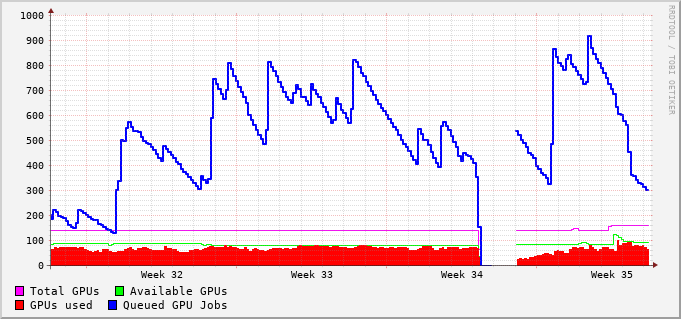 1000
900
800
700
600
500
400
300
200
100
0
Week 32 Week 33 Week 34 Week 35
Total GPUs Available GPUs
GPUs used Queued GPU Jobs
RRDTOOL / TOBI OETIKER